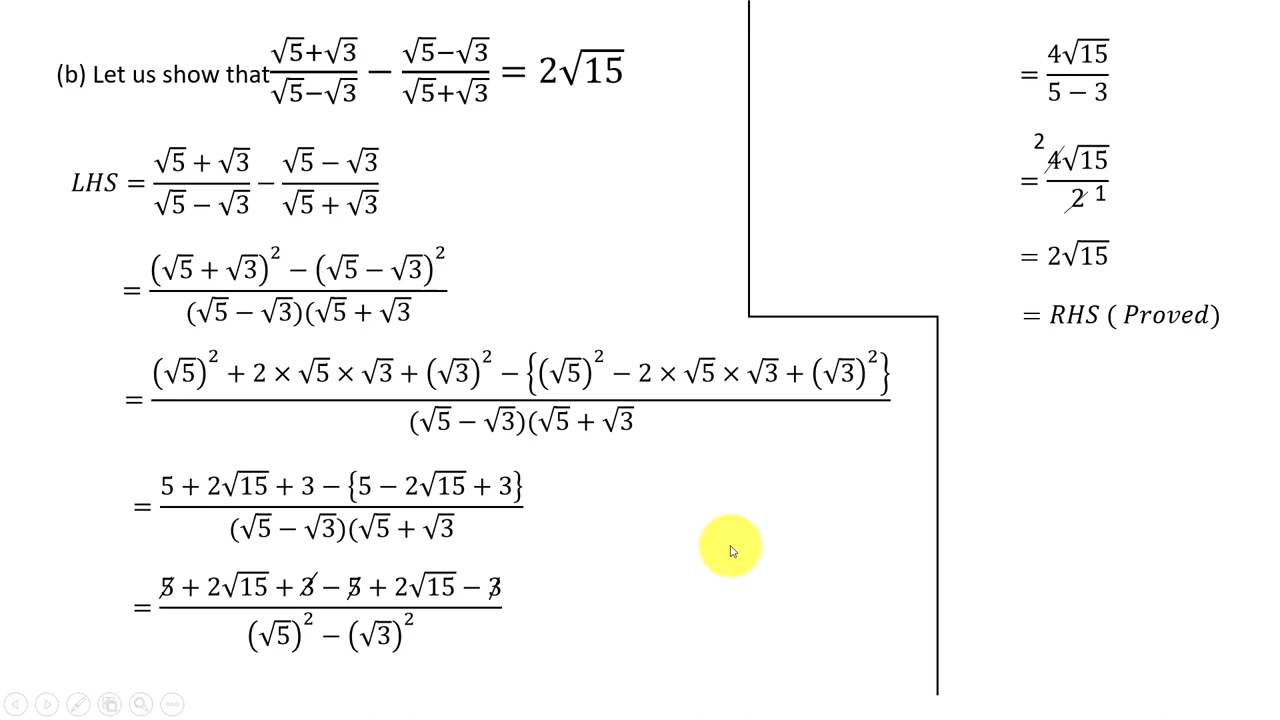 (b) Let us show that (√5+√3)/(√5−√3) − (√5−√3)/(√5+√3) = 2√15
LHS = (√5 + √3)/(√5 − √3) − (√5 − √3)/(√5 + √3)
= ((√5 + √3)² − (√5 − √3)²)/((√5 − √3)(√5 + √3)
= ((√5)² + 2 × √5 × √3 + (√3)² − {(√5)² − 2 × √5 × √3 + (√3)²})/((√5 − √3)(√5 + √3)
= (5 + 2√15 + 3 − {5 − 2√15 + 3})/((√5 − √3)(√5 + √3)
= (5 + 2√15 + 3 − 5 + 2√15 − 3)/((√5)² − (√3)²)
= 4√15/(5 − 3)
2
= 4√15/2 1
= 2√15
= RHS ( Proved)